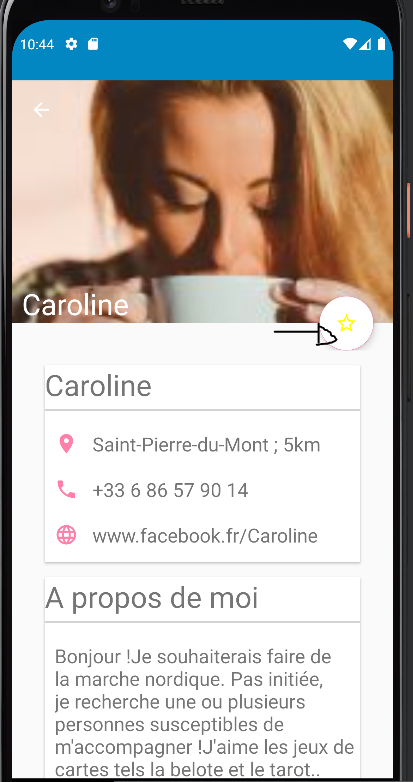 10:44
Caroline
Caroline
Saint-Pierre-du-Mont ; 5km
+33 6 86 57 90 14
www.facebook.fr/Caroline
A propos de moi
Bonjour !Je souhaiterais faire de
la marche nordique. Pas initiée,
je recherche une ou plusieurs
personnes susceptibles de
m'accompagner !J'aime les jeux de
cartes tels la belote et le tarot..